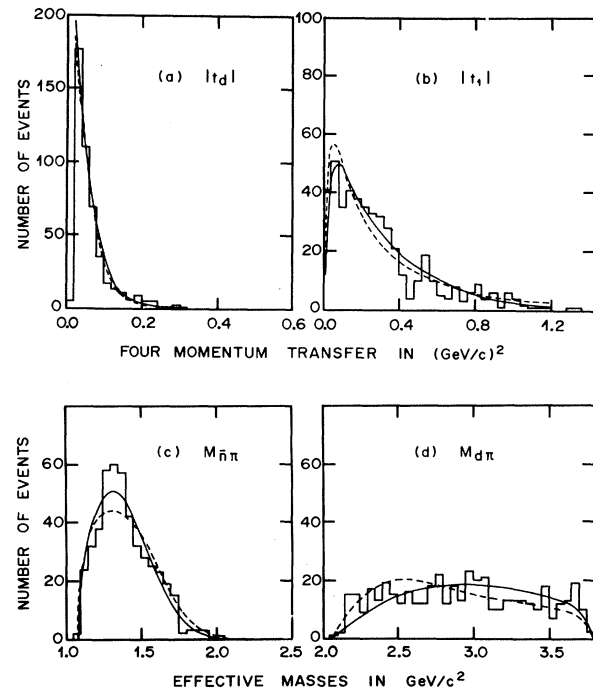 200
150
100
50
0
NUMBER OF EVENTS
(a) |t_d|
0.0 0.2 0.4 0.6
100
80
60
40
20
0
(b) |t_1|
0.0 0.4 0.8 1.2
FOUR MOMENTUM TRANSFER IN (GeV/c)²
60
40
20
0
NUMBER OF EVENTS
(c) M_n̄π
1.0 1.5 2.0 2.5
60
40
20
0
(d) M_dπ
2.0 2.5 3.0 3.5
EFFECTIVE MASSES IN GeV/c²